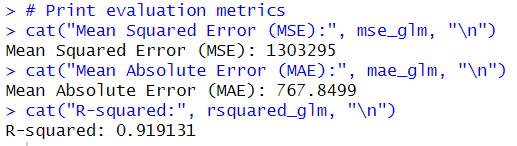 > # Print evaluation metrics
> cat("Mean Squared Error (MSE):", mse_glm, "\n")
Mean Squared Error (MSE): 1303295
> cat("Mean Absolute Error (MAE):", mae_glm, "\n")
Mean Absolute Error (MAE): 767.8499
> cat("R-squared:", rsquared_glm, "\n")
R-squared: 0.919131